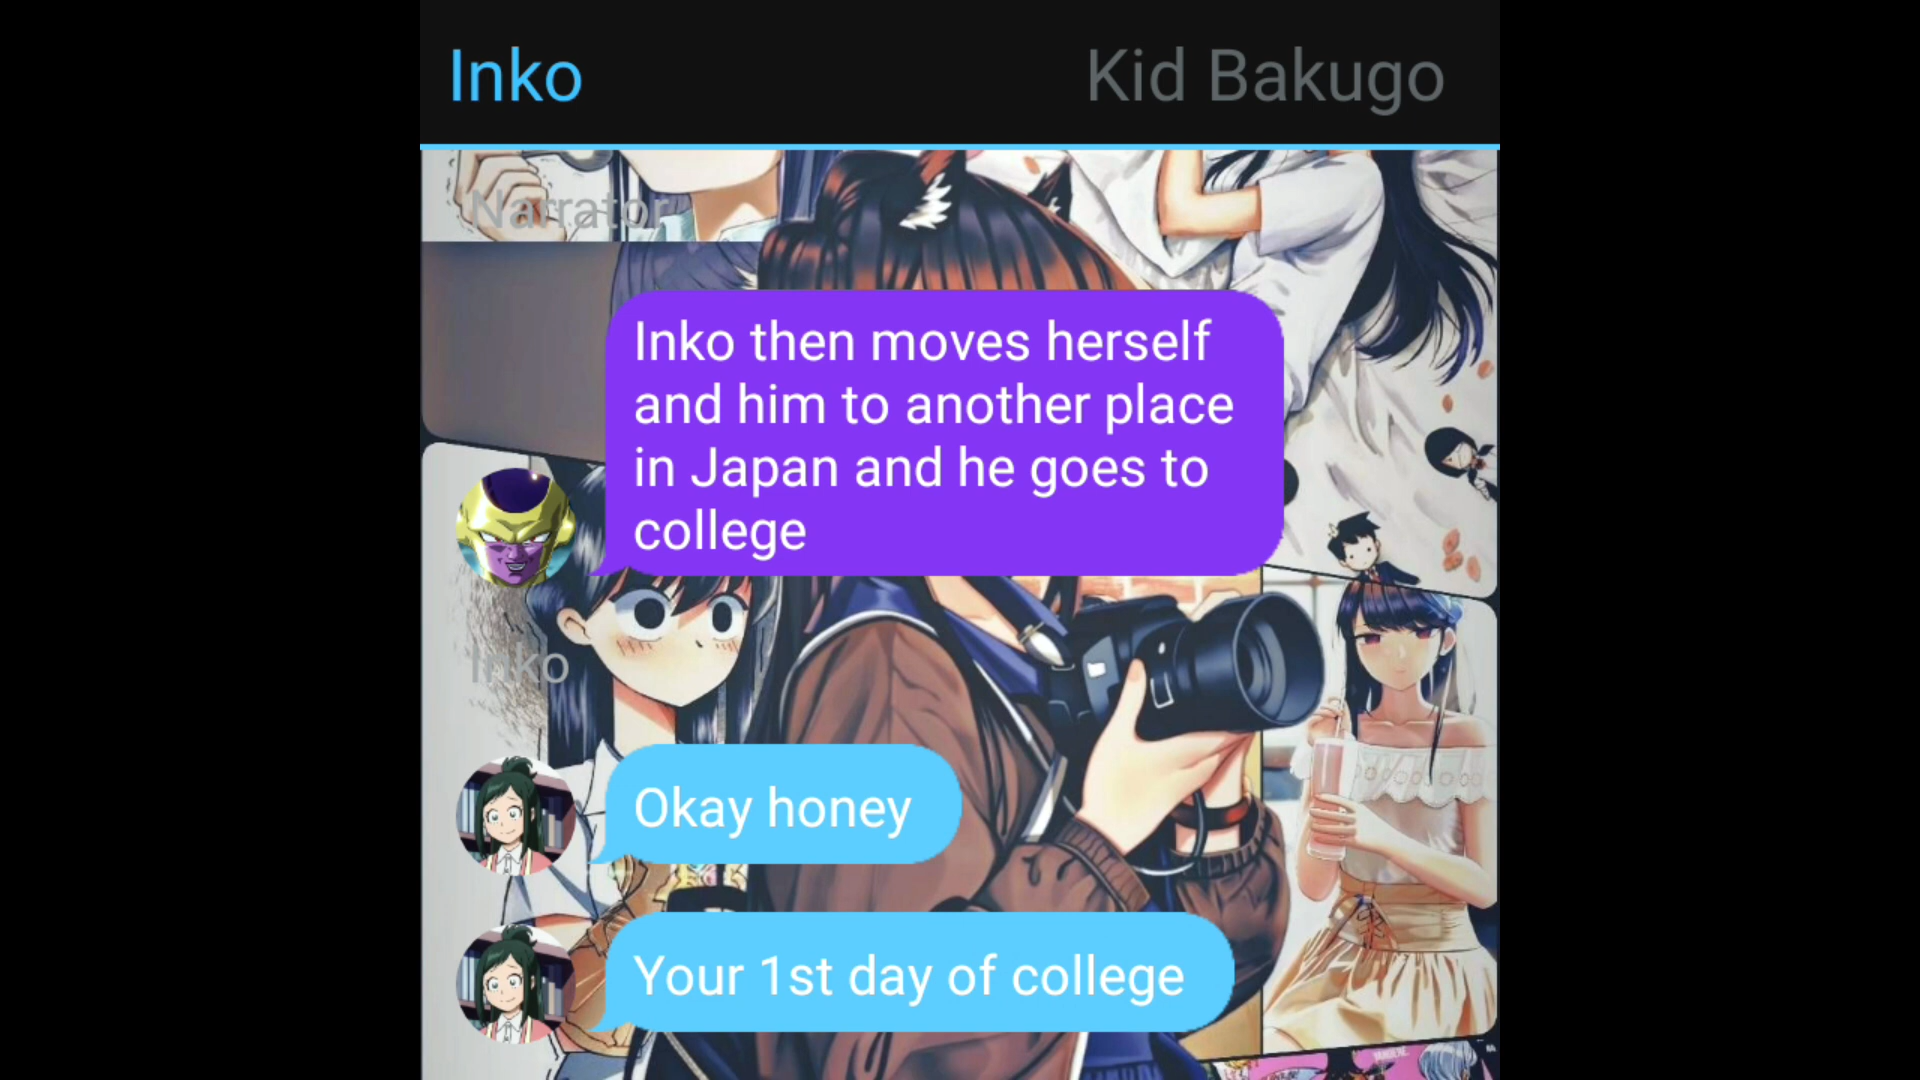 Inko
Kid Bakugo
Narrator
Inko then moves herself
and him to another place
in Japan and he goes to
college
Inko
Okay honey
Your 1st day of college